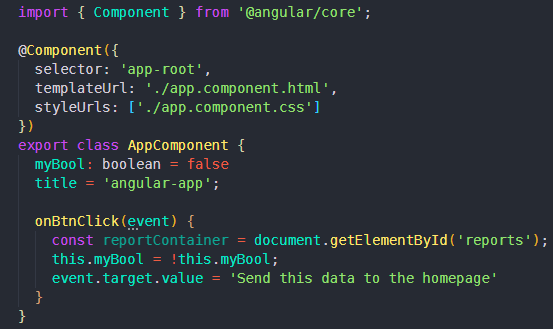 import { Component } from '@angular/core';
@Component({
selector: 'app-root',
templateUrl: './app.component.html',
styleUrls: ['./app.component.css']
})
export class AppComponent {
myBool: boolean = false
title = 'angular-app';
onBtnClick(event) {
const reportContainer = document.getElementById('reports');
this.myBool = !this.myBool;
event.target.value = 'Send this data to the homepage'
}
}